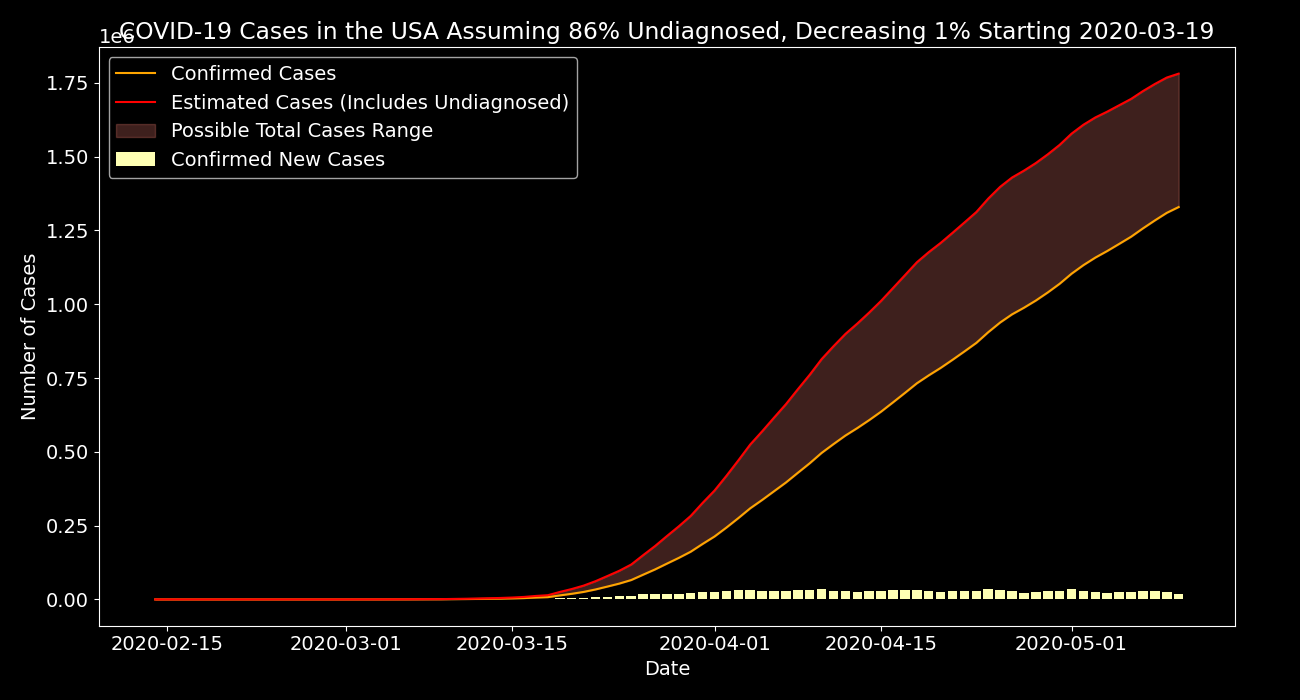 COVID-19 Cases in the USA Assuming 86% Undiagnosed, Decreasing 1% Starting 2020-03-19
1e6
Confirmed Cases
Estimated Cases (Includes Undiagnosed)
Possible Total Cases Range
Confirmed New Cases
1.75
1.50
1.25
1.00
0.75
0.50
0.25
0.00
Number of Cases
2020-02-15 2020-03-01 2020-03-15 2020-04-01 2020-04-15 2020-05-01
Date